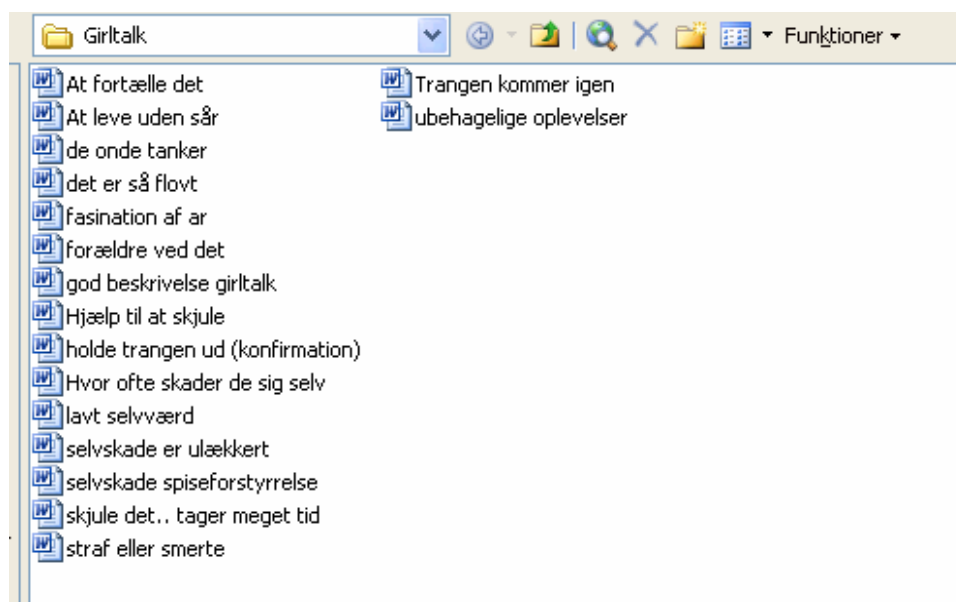 Girltalk
Funktioner
At fortælle det
At leve uden sår
de onde tanker
det er så flovt
fasination af ar
forældre ved det
god beskrivelse girltalk
Hjælp til at skjule
holde trangen ud (konfirmation)
Hvor ofte skader de sig selv
lavt selvværd
selvskade er ulækkert
selvskade spiseforstyrrelse
skjule det.. tager meget tid
straf eller smerte
Trangen kommer igen
ubehagelige oplevelser